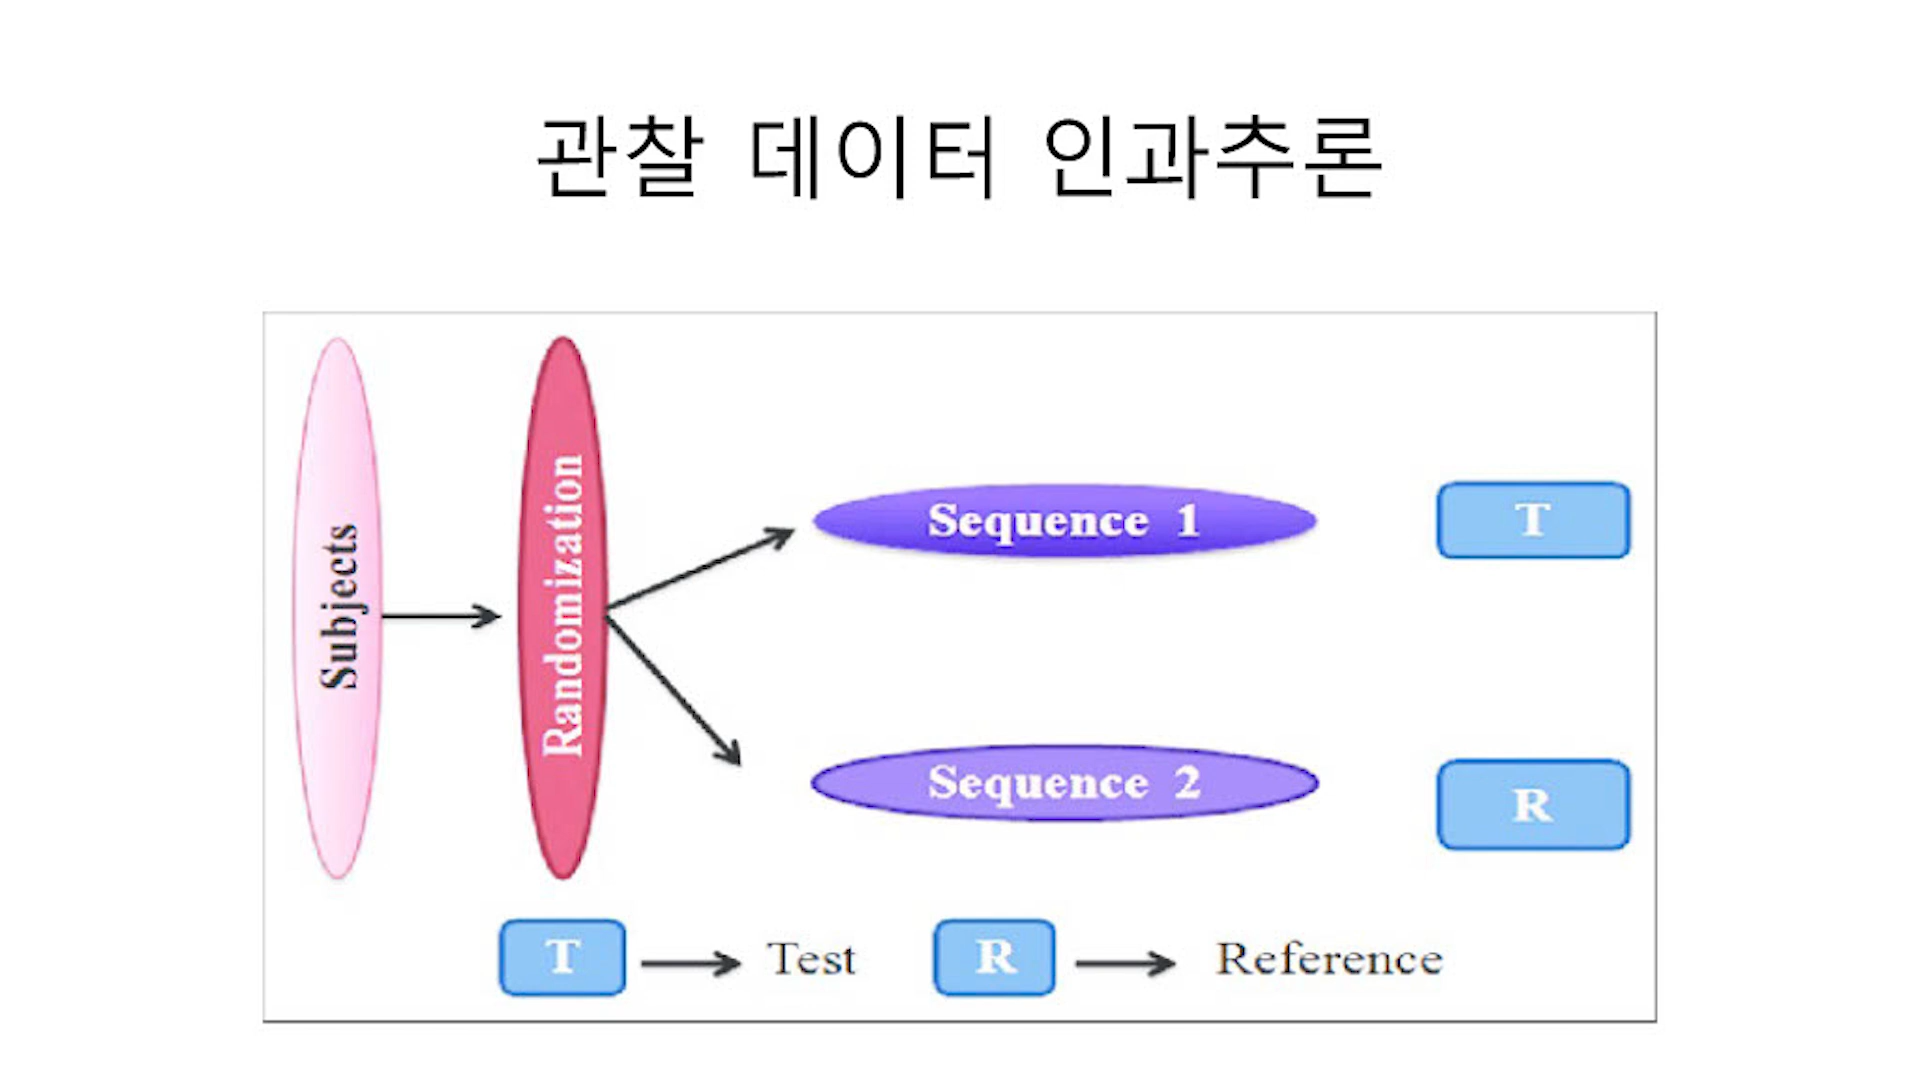 관찰 데이터 인과추론
Subjects
Randomization
Sequence 1
T
Sequence 2
R
T
Test
R
Reference